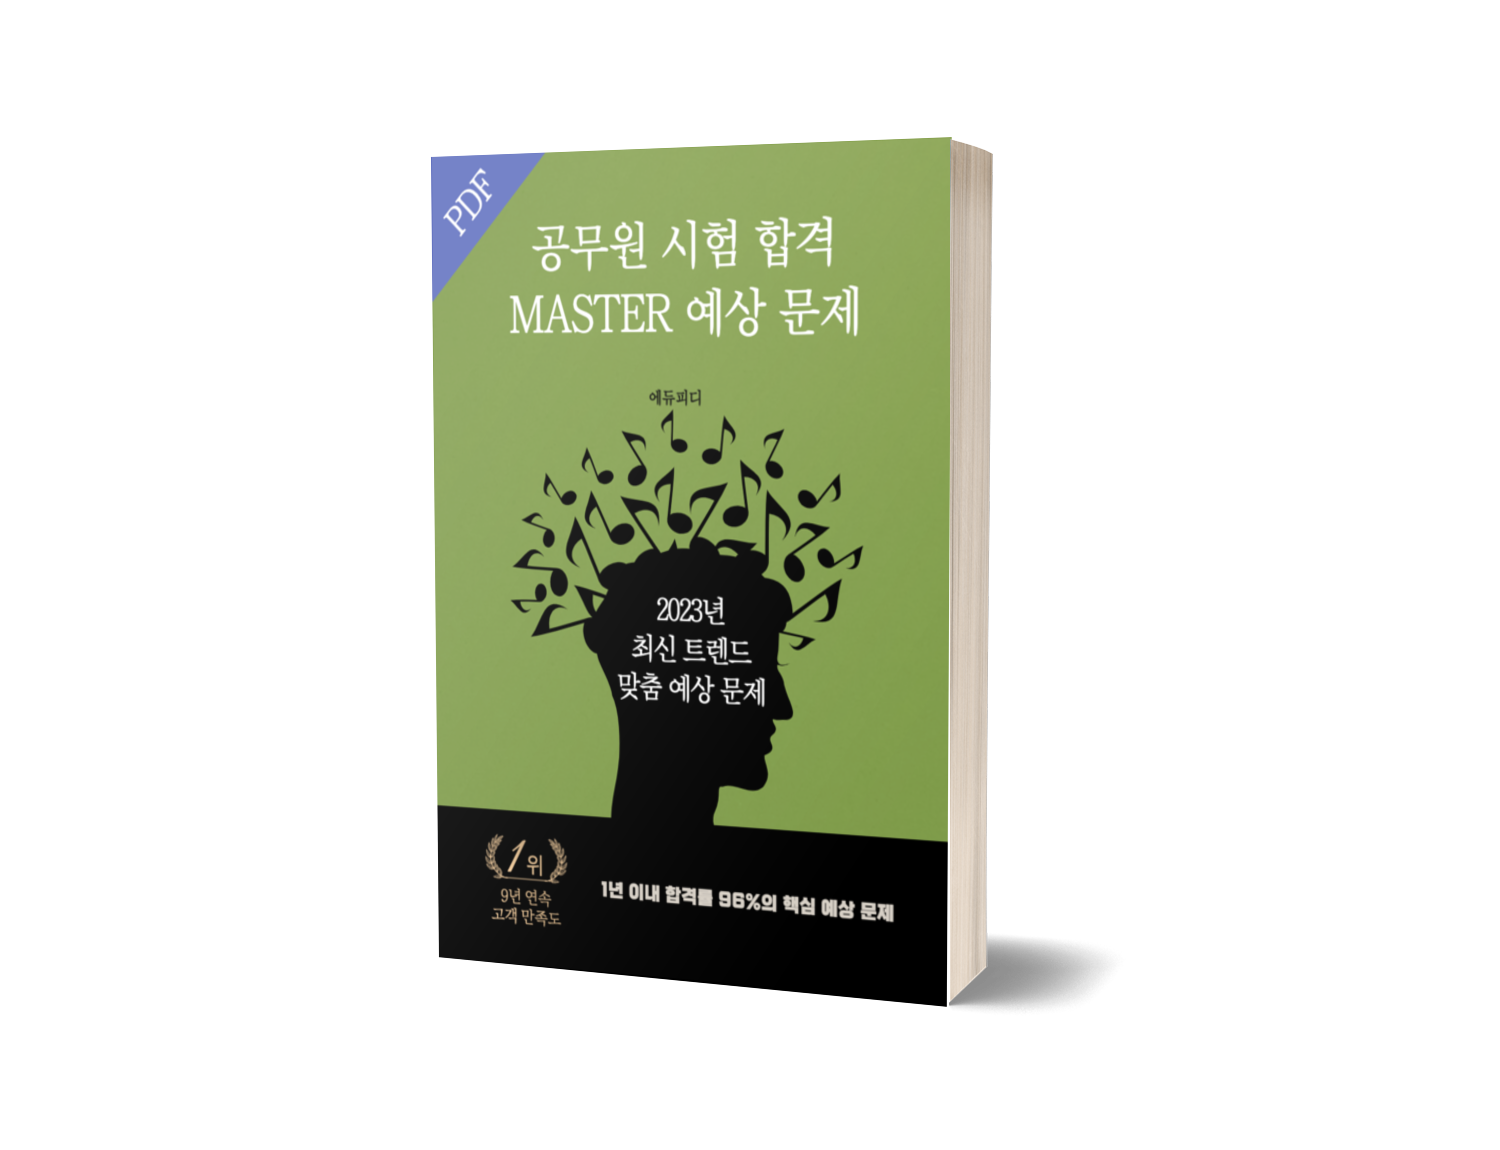 PDF
공무원 시험 합격
MASTER 예상 문제
에듀피디
2023년
최신 트렌드
맞춤 예상 문제
1위
9년 연속
고객 만족도
1년 이내 합격률 96%의 핵심 예상 문제